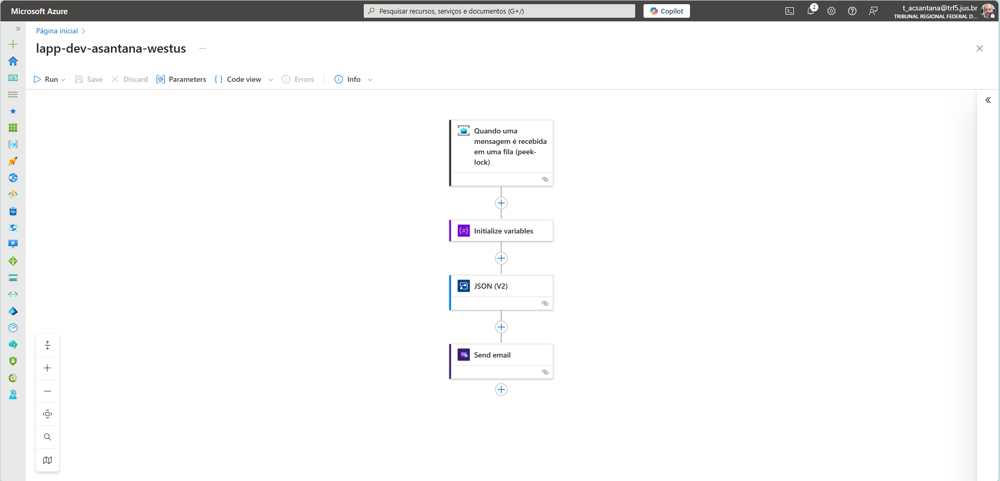 Microsoft Azure
Pesquisar recursos, serviços e documentos (G+/)
Copilot
2
t_acsantana@trf5.jus.br
TRIBUNAL REGIONAL FEDERAL D...
Página inicial
lapp-dev-asantana-westus
Run
Save
Discard
Parameters
Code view
Errors
Info
Quando uma
mensagem é recebida
em uma fila (peek-
lock)
{x}
Initialize variables
JSON (V2)
Send email
SQL